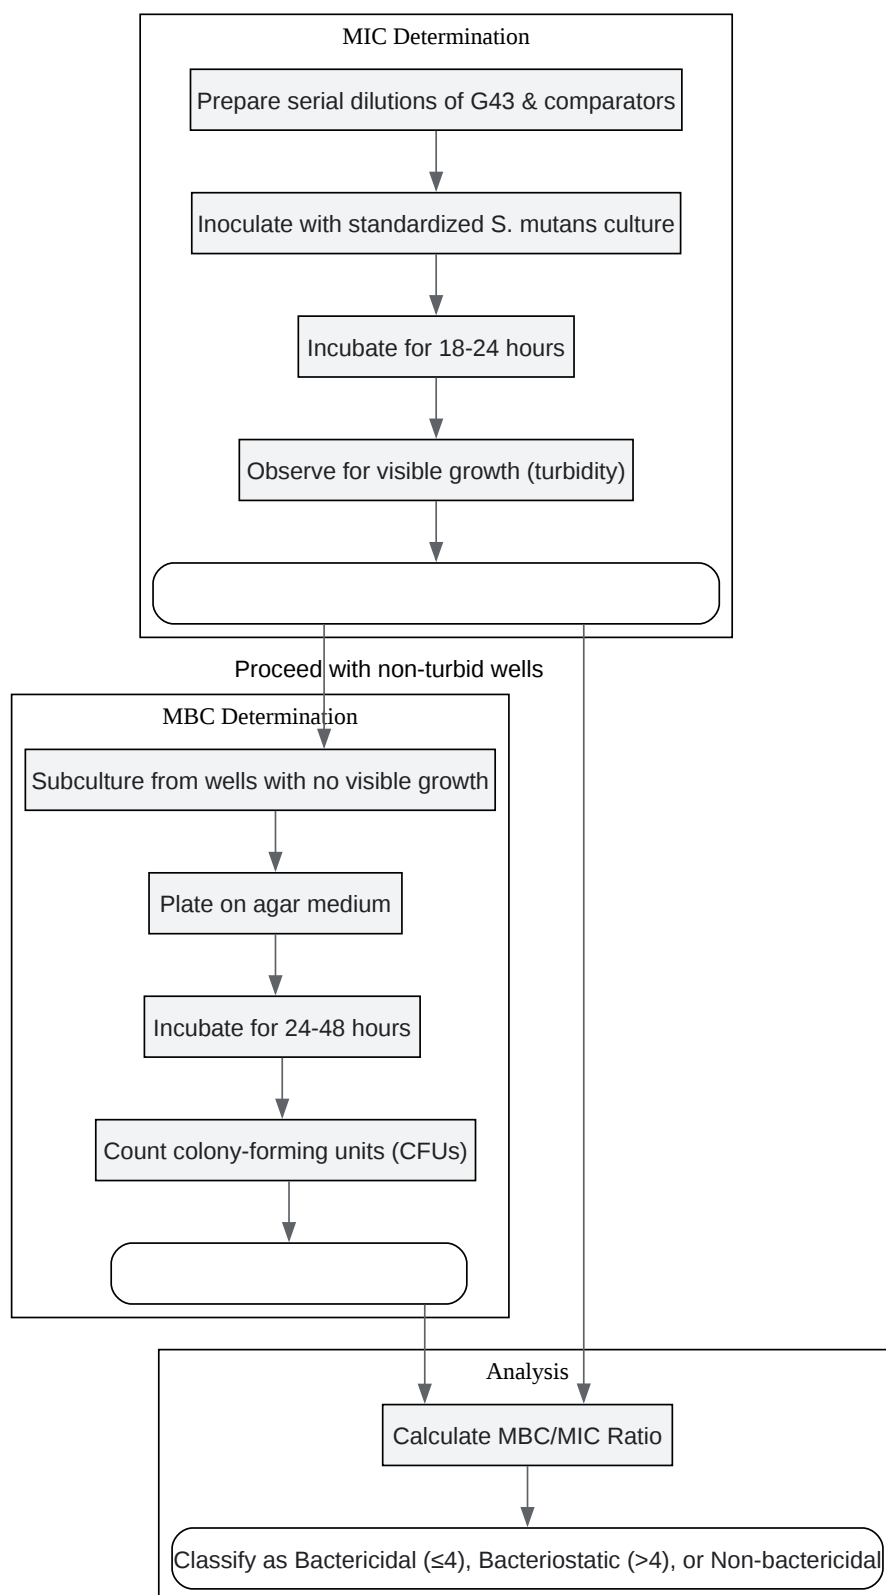 MIC Determination
Prepare serial dilutions of G43 & comparators
Inoculate with standardized S. mutans culture
Incubate for 18-24 hours
Observe for visible growth (turbidity)
Proceed with non-turbid wells
MBC Determination
Subculture from wells with no visible growth
Plate on agar medium
Incubate for 24-48 hours
Count colony-forming units (CFUs)
Analysis
Calculate MBC/MIC Ratio
Classify as Bactericidal (≤4), Bacteriostatic (>4), or Non-bactericidal